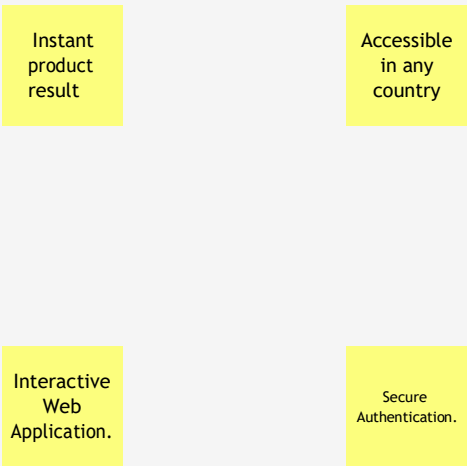 Instant
product
result
Accessible
in any
country
Interactive
Web
Application.
Secure
Authentication.